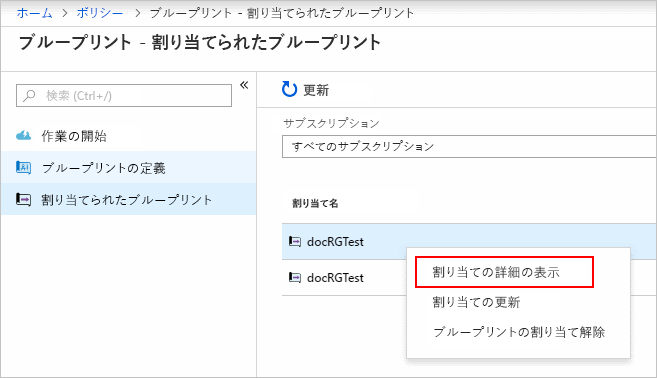 ホーム > ポリシー > ブループリント - 割り当てられたブループリント
ブループリント - 割り当てられたブループリント
検索 (Ctrl+/)
«
作業の開始
ブループリントの定義
割り当てられたブループリント
更新
サブスクリプション
すべてのサブスクリプション
割り当て名
docRGTest
docRGTest
割り当ての詳細の表示
割り当ての更新
ブループリントの割り当て解除